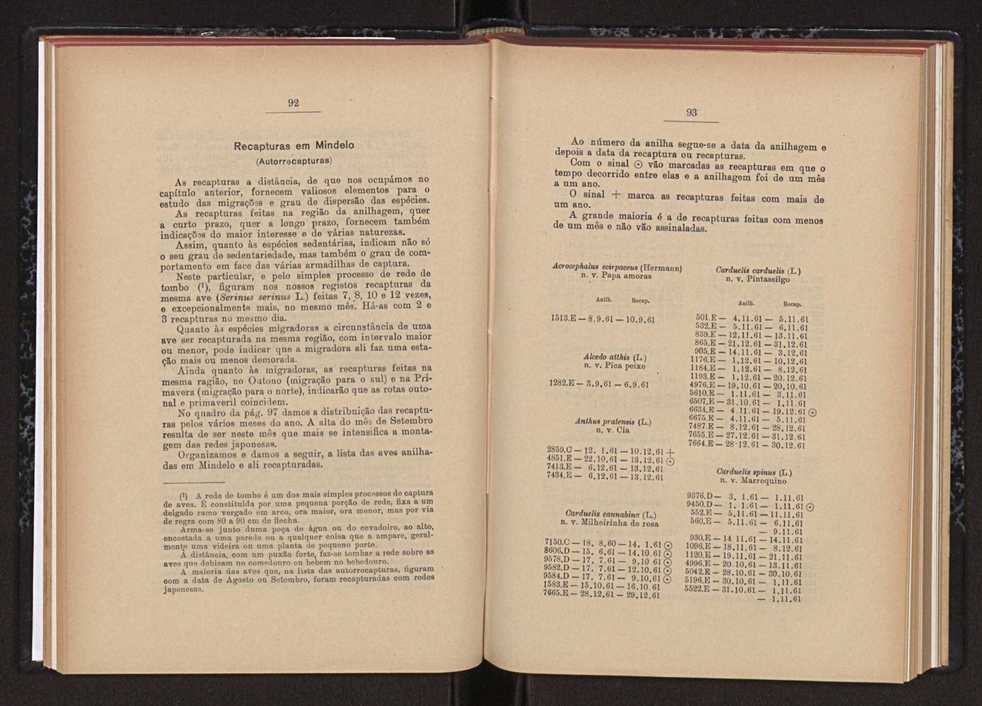 92
Recapturas em Mindelo
(Autorrecapturas)
As recapturas a distância, de que nos ocupámos no
capítulo anterior, fornecem valiosos elementos para o
estudo das migrações e grau de dispersão das espécies.
As recapturas feitas na região da anilhagem, quer
a curto prazo, quer a longo prazo, fornecem também
indicações do maior interesse e de várias naturezas.
Assim, quanto às espécies sedentárias, indicam não só
o seu grau de sedentariedade, mas também o grau de com-
portamento em face das várias armadilhas de captura.
Neste particular, e pelo simples processo de rede de
tombo (¹), figuram nos nossos registos recapturas da
mesma ave (Serinus serinus L.) feitas 7, 8, 10 e 12 vezes,
e excepcionalmente mais, no mesmo mês. Há-as com 2 e
3 recapturas no mesmo dia.
Quanto às espécies migradoras a circunstância de uma
ave ser recapturada na mesma região, com intervalo maior
ou menor, pode indicar que a migradora ali faz uma esta-
ção mais ou menos demorada.
Ainda quanto às migradoras, as recapturas feitas na
mesma ragião, no Outono (migração para o sul) e na Pri-
mavera (migração para o norte), indicarão que as rotas outo-
nal e primaveril coincidem.
No quadro da pág. 97 damos a distribuição das recaptu-
ras pelos vários meses do ano. A alta do mês de Setembro
resulta de ser neste mês que mais se intensifica a monta-
gem das redes japonesas.
Organizamos e damos a seguir, a lista das aves anilha-
das em Mindelo e ali recapturadas.
(¹) A rede de tombo é um dos mais simples processos de captura
de aves. É constituída por uma pequena porção de rede, fixa a um
delgado ramo vergado em arco, ora maior, ora menor, mas por via
de regra com 80 a 90 cm de flecha.
Arma-se junto duma poça de água ou do cevadoiro, ao alto,
encostada a uma parede ou a qualquer coisa que a ampare, geral-
mente uma videira ou uma planta de pequeno porte.
À distância, com um puxão forte, faz-se tombar a rede sobre as
aves que debicam no comedouro ou bebem no bebedouro.
A maioria das aves que, na lista das autorrecapturas, figuram
com a data de Agosto ou Setembro, foram recapturadas com redes
japonesas.
93
Ao número da anilha segue-se a data da anilhagem e
depois a data da recaptura ou recapturas.
Com o sinal ⊙ vão marcadas as recapturas em que o
tempo decorrido entre elas e a anilhagem foi de um mês
a um ano.
O sinal + marca as recapturas feitas com mais de
um ano.
A grande maioria é a de recapturas feitas com menos
de um mês e não vão assinaladas.
Acrocephalus scirpaceus (Hermann)
n. v. Papa amoras
Anilh. Recap.
1513.E — 8.9.61 — 10.9.61
Alcedo atthis (L.)
n. v. Pica peixe
1282.E — 3.9.61 — 6.9.61
Anthus pratensis (L.)
n. v. Cia
2850.C — 12. 1.61 — 10.12.61 +
4851.E — 22.10.61 — 13.12.61 ⊙
7413.E — 6.12.61 — 13.12.61
7434.E — 6.12.61 — 13.12.61
Carduelis cannabina (L.)
n. v. Milheirinha de rosa
7150.C — 18. 8.60 — 14. 1.61 ⊙
8606.D — 15. 6.61 — 14.10.61 ⊙
9578.D — 17. 7.61 — 9.10.61 ⊙
9582.D — 17. 7.61 — 12.10.61 ⊙
9584.D — 17. 7.61 — 9.10.61 ⊙
1583.E — 15.10.61 — 16.10.61
7665.E — 28.12.61 — 29.12.61
Carduelis carduelis (L.)
n. v. Pintassilgo
Anilh. Recap.
501.E — 4.11.61 — 5.11.61
532.E — 5.11.61 — 6.11.61
839.E — 12.11.61 — 13.11.61
865.E — 21.12.61 — 31.12.61
905.E — 14.11.61 — 3.12.61
1176.E — 1.12.61 — 10.12.61
1184.E — 1.12.61 — 8.12.61
1193.E — 1.12.61 — 20.12.61
4976.E — 19.10.61 — 20.10.61
5610.E — 1.11.61 — 3.11.61
6507.E — 31.10.61 — 1.11.61
6634.E — 4.11.61 — 19.12.61 ⊙
6675.E — 4.11.61 — 5.11.61
7487.E — 8.12.61 — 28.12.61
7655.E — 27.12.61 — 31.12.61
7664.E — 28.12.61 — 30.12.61
Carduelis spinus (L.)
n. v. Marroquino
9376.D — 3. 1.61 — 1.11.61
9450.D — 1. 1.61 — 1.11.61 ⊙
552.E — 5.11.61 — 11.11.61
560.E — 5.11.61 — 6.11.61
— 9.11.61
930.E — 14.11.61 — 14.11.61
1096.E — 18.11.61 — 8.12.61
1120.E — 19.11.61 — 21.11.61
4996.E — 20.10.61 — 13.11.61
5042.E — 28.10.61 — 30.10.61
5196.E — 30.10.61 — 1.11.61
5522.E — 31.10.61 — 1.11.61
— 1.11.61